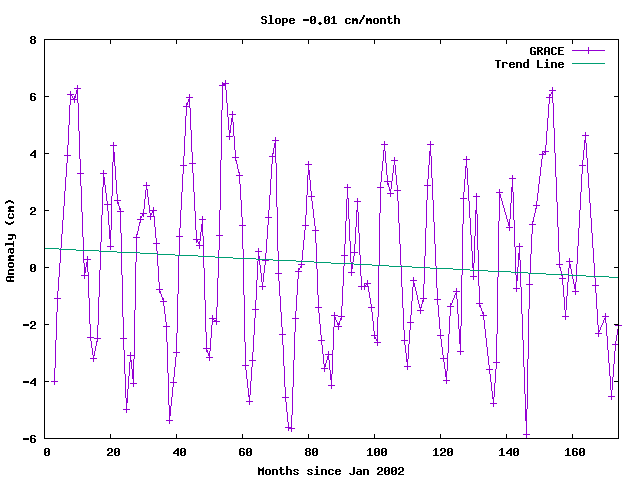 Slope -0.01 cm/month
GRACE
Trend Line
8
6
4
2
0
-2
-4
-6
Anomaly (cm)
0 20 40 60 80 100 120 140 160
Months since Jan 2002